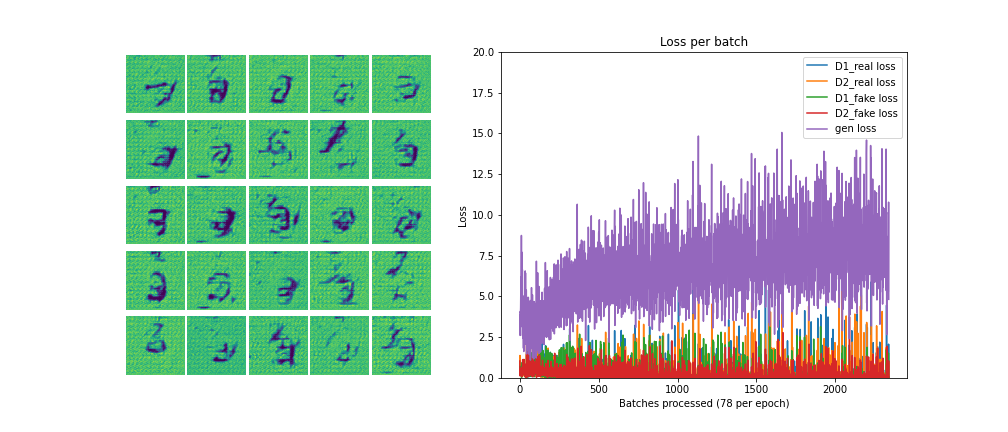 Loss per batch
20.0
17.5
15.0
12.5
10.0
7.5
5.0
2.5
0.0
Loss
D1_real loss
D2_real loss
D1_fake loss
D2_fake loss
gen loss
0 500 1000 1500 2000
Batches processed (78 per epoch)